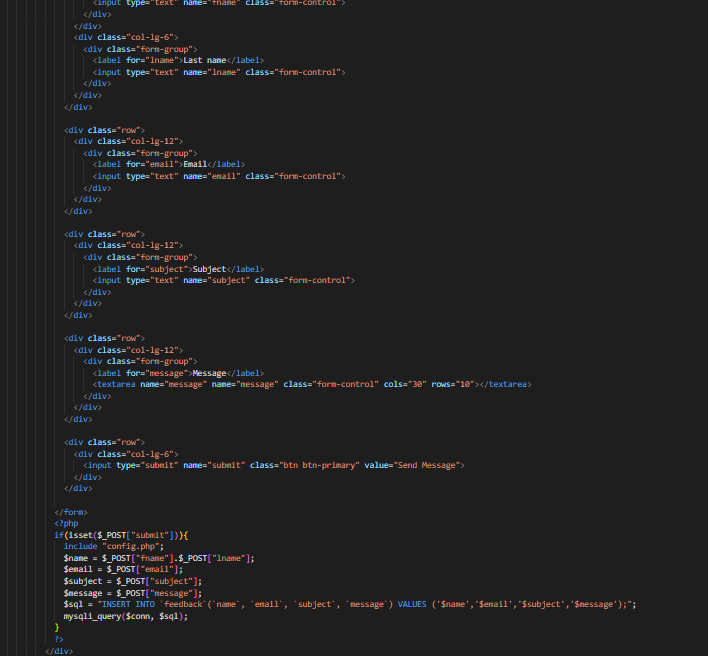 <input type="text" name="fname" class="form-control">
</div>
</div>
<div class="col-lg-6">
<div class="form-group">
<label for="lname">Last name</label>
<input type="text" name="lname" class="form-control">
</div>
</div>
</div>
<div class="row">
<div class="col-lg-12">
<div class="form-group">
<label for="email">Email</label>
<input type="text" name="email" class="form-control">
</div>
</div>
</div>
<div class="row">
<div class="col-lg-12">
<div class="form-group">
<label for="subject">Subject</label>
<input type="text" name="subject" class="form-control">
</div>
</div>
</div>
<div class="row">
<div class="col-lg-12">
<div class="form-group">
<label for="message">Message</label>
<textarea name="message" name="message" class="form-control" cols="30" rows="10"></textarea>
</div>
</div>
</div>
<div class="row">
<div class="col-lg-6">
<input type="submit" name="submit" class="btn btn-primary" value="Send Message">
</div>
</div>
</form>
<?php
if(isset($_POST["submit"])){
include "config.php";
$name = $_POST["fname"].$_POST["lname"];
$email = $_POST["email"];
$subject = $_POST["subject"];
$message = $_POST["message"];
$sql = "INSERT INTO `feedback`(`name`, `email`, `subject`, `message`) VALUES ('$name','$email','$subject','$message');";
mysqli_query($conn, $sql);
}
?>
</div>